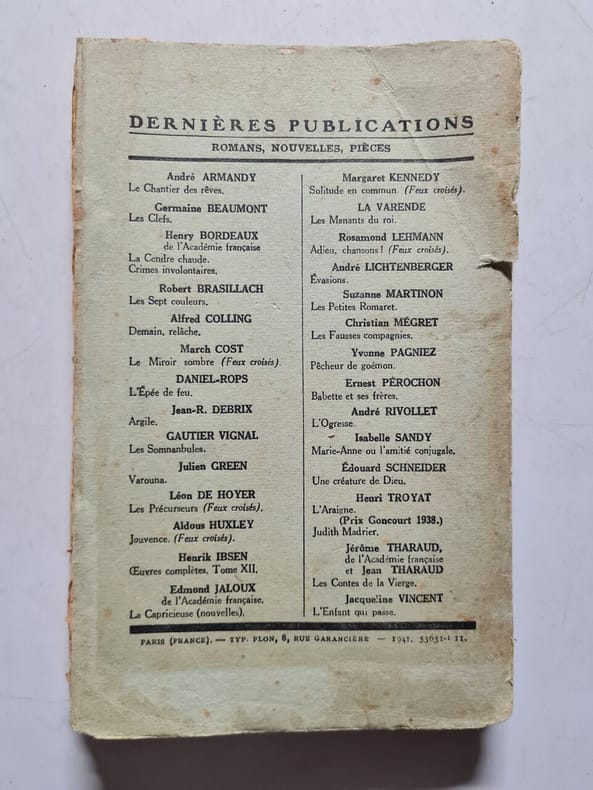 DERNIÈRES PUBLICATIONS
ROMANS, NOUVELLES, PIÈCES
André ARMANDY
Le Chantier des rêves.
Germaine BEAUMONT
Les Clefs.
Henry BORDEAUX
de l'Académie française
La Cendre chaude.
Crimes involontaires.
Robert BRASILLACH
Les Sept couleurs.
Alfred COLLING
Demain, relâche.
March COST
Le Miroir sombre (Feux croisés).
DANIEL-ROPS
L'Épée de feu.
Jean-R. DEBRIX
Argile.
GAUTIER VIGNAL
Les Somnanbules.
Julien GREEN
Varouna.
Léon DE HOYER
Les Précurseurs (Feux croisés).
Aldous HUXLEY
Jouvence. (Feux croisés).
Henrik IBSEN
Œuvres complètes. Tome XII.
Edmond JALOUX
de l'Académie française.
La Capricieuse (nouvelles).
Margaret KENNEDY
Solitude en commun (Feux croisés).
LA VARENDE
Les Manants du roi.
Rosamond LEHMANN
Adieu, chansons ! (Feux croisés).
André LICHTENBERGER
Évasions.
Suzanne MARTINON
Les Petites Romaret.
Christian MÉGRET
Les Fausses compagnies.
Yvonne PAGNIEZ
Pêcheur de goémon.
Ernest PÉROCHON
Babette et ses frères.
André RIVOLLET
L'Ogresse
Isabelle SANDY
Marie-Anne ou l'amitié conjugale.
Édouard SCHNEIDER
Une créature de Dieu.
Henri TROYAT
L'Araigne.
(Prix Goncourt 1938.)
Judith Madrier.
Jérôme THARAUD,
de l'Académie française
et Jean THARAUD
Les Contes de la Vierge.
Jacqueline VINCENT
L'Enfant qui passe.
PARIS (FRANCE). — TYP. PLON, 8, RUE GARANCIÈRE — 1941. 53631-I-11.